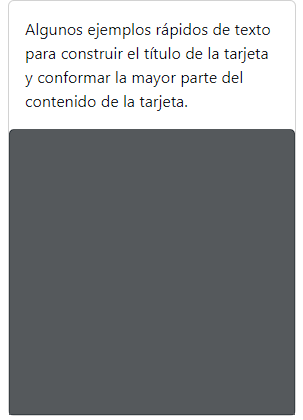 Algunos ejemplos rápidos de texto
para construir el título de la tarjeta
y conformar la mayor parte del
contenido de la tarjeta.